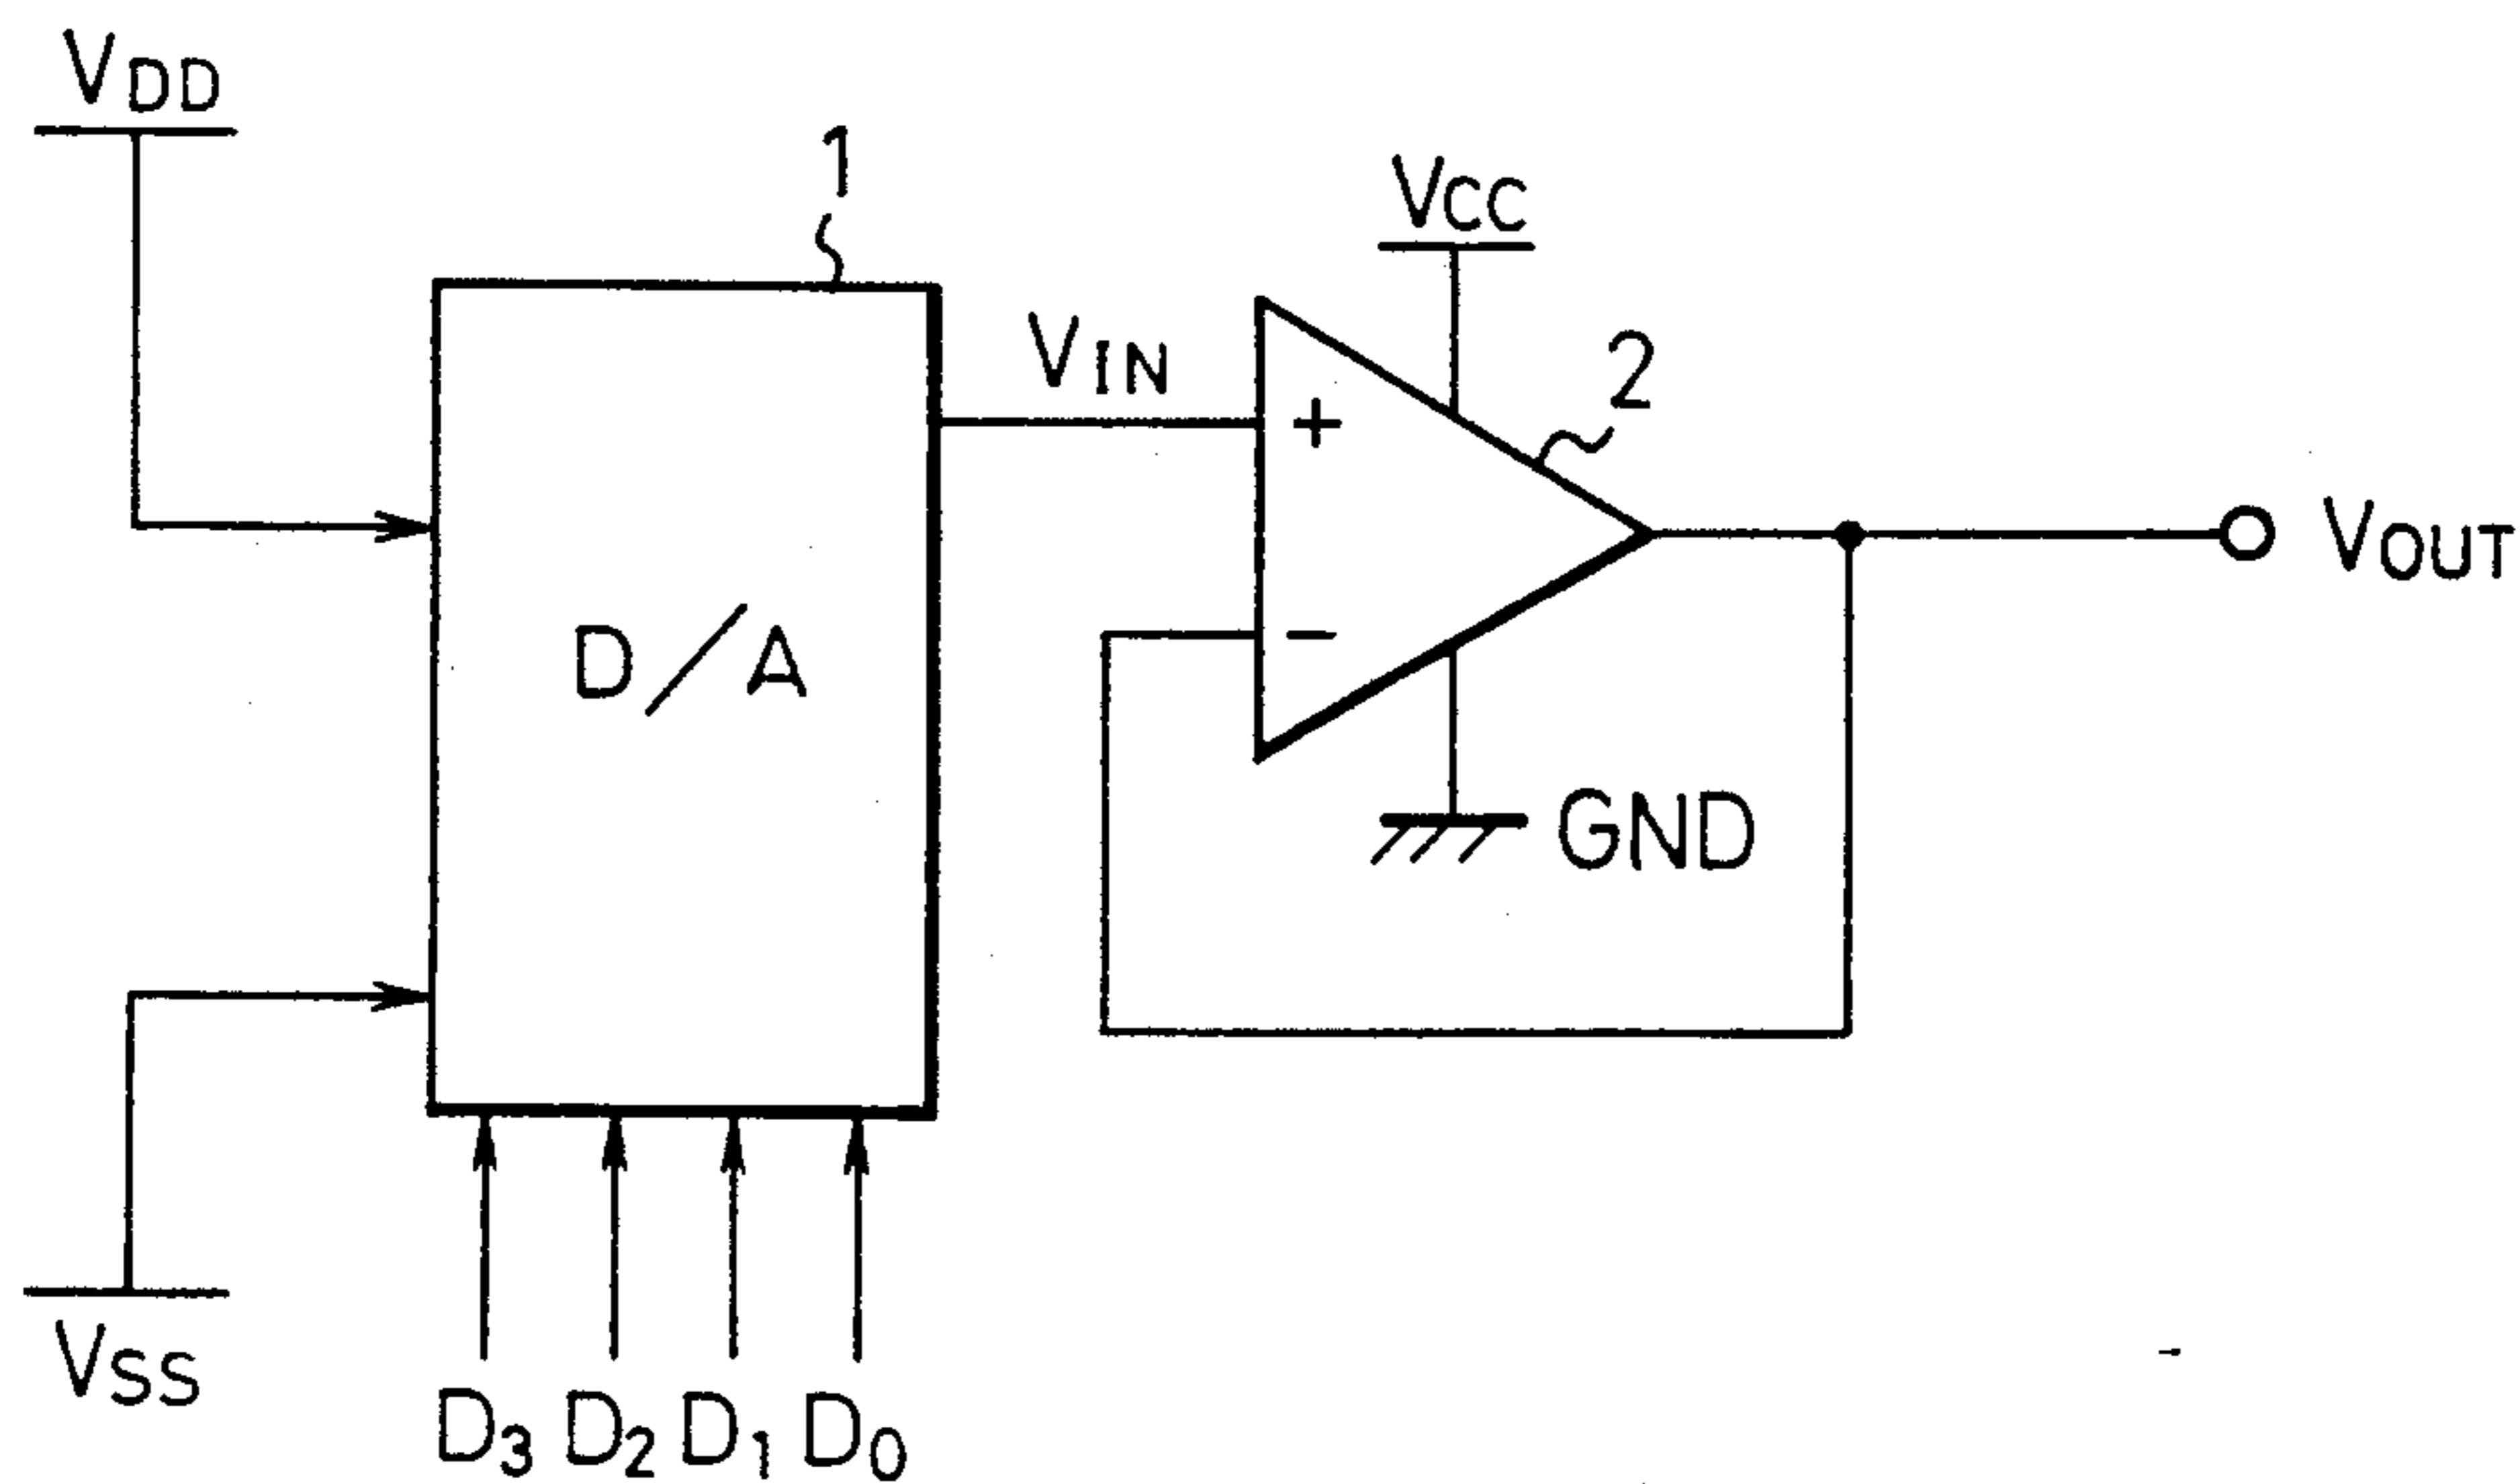 VDD
1
VCC
VIN
2
+
VOUT
D/A
−
GND
VSS
D3 D2 D1 D0